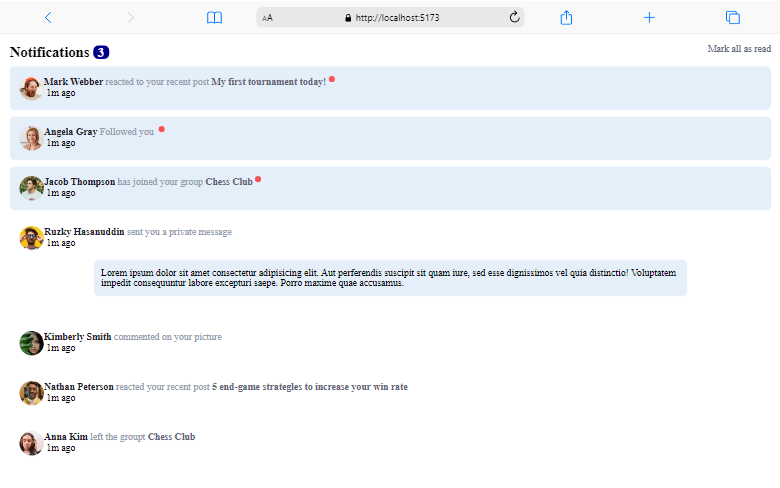 AA http://localhost:5173
Notifications 3
Mark all as read
Mark Webber reacted to your recent post My first tournament today!
1m ago
Angela Gray Followed you
1m ago
Jacob Thompson has joined your group Chess Club
1m ago
Ruzky Hasanuddin sent you a private message
1m ago
Lorem ipsum dolor sit amet consectetur adipisicing elit. Aut perferendis suscipit sit quam iure, sed esse dignissimos vel quia distinctio! Voluptatem
impedit consequuntur labore excepturi saepe. Porro maxime quae accusamus.
Kimberly Smith commented on your picture
1m ago
Nathan Peterson reacted your recent post 5 end-game strategles to increase your win rate
1m ago
Anna Kim left the groupt Chess Club
1m ago